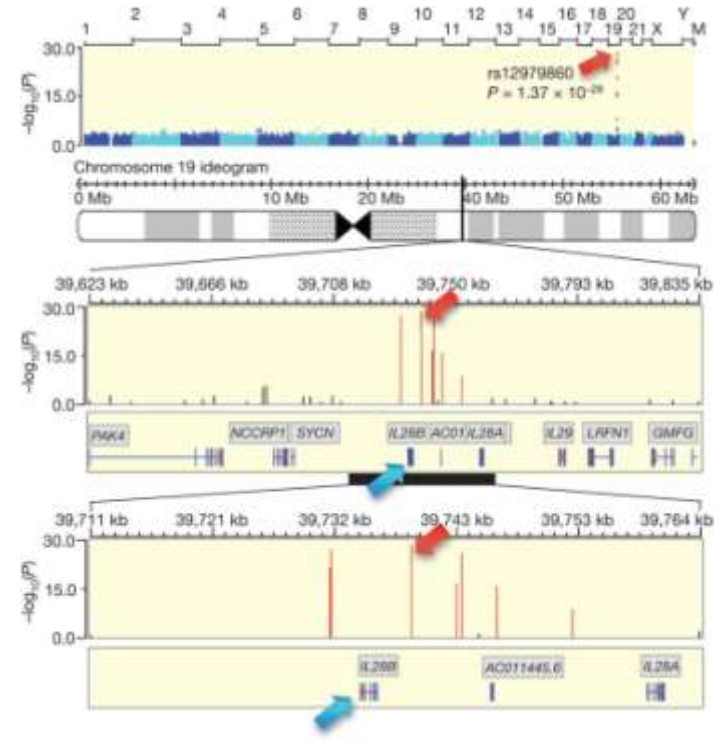 2 4 6 8 10 12 14 16 18 20 Y
1 3 5 7 9 11 13 15 17 19 21 X M
30.0
15.0
0.0
–log₁₀(P)
rs12979860
P = 1.37 × 10⁻²⁸
Chromosome 19 ideogram
0 Mb 10 Mb 20 Mb 40 Mb 50 Mb 60 Mb
39,623 kb 39,666 kb 39,708 kb 39,750 kb 39,793 kb 39,835 kb
30.0
15.0
0.0
–log₁₀(P)
PAK4 NCCRP1 SYCN IL28B AC01 IL28A IL29 LRFN1 GMFG
39,711 kb 39,721 kb 39,732 kb 39,743 kb 39,753 kb 39,764 kb
30.0
15.0
0.0
–log₁₀(P)
IL28B AC011445.6 IL28A